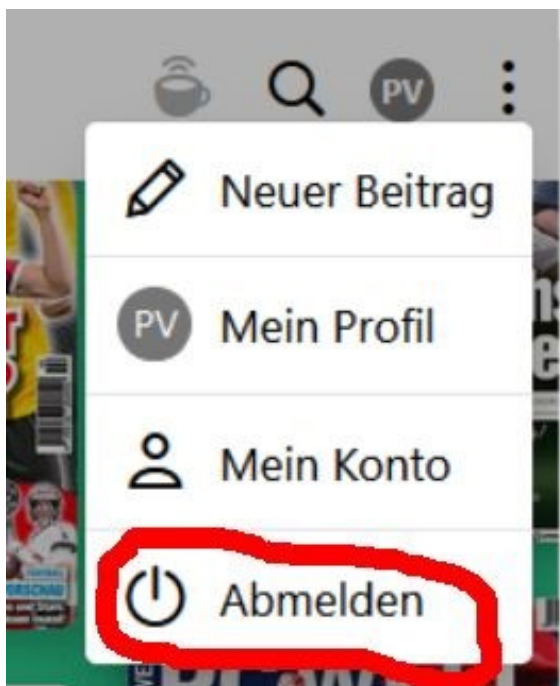 PV
Neuer Beitrag
PV
Mein Profil
Mein Konto
Abmelden